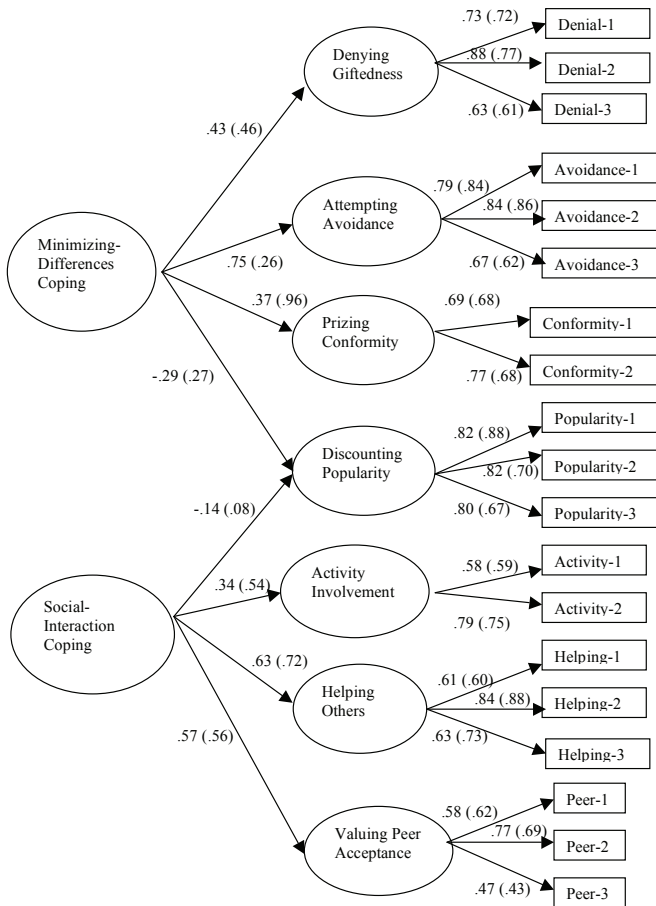 .73 (.72)
Denial-1
Denying
Giftedness
.88 (.77)
Denial-2
.63 (.61)
Denial-3
.43 (.46)
Avoidance-1
.79 (.84)
Attempting
Avoidance
.84 (.86)
Avoidance-2
Minimizing-
Differences
Coping
.75 (.26)
.67 (.62)
Avoidance-3
.37 (.96)
.69 (.68)
Conformity-1
Prizing
Conformity
-.29 (.27)
.77 (.68)
Conformity-2
Popularity-1
.82 (.88)
Discounting
Popularity
.82 (.70)
Popularity-2
.80 (.67)
Popularity-3
-.14 (.08)
.58 (.59)
Activity-1
Activity
Involvement
.34 (.54)
.79 (.75)
Activity-2
Social-
Interaction
Coping
.63 (.72)
.61 (.60)
Helping-1
Helping
Others
.84 (.88)
Helping-2
.63 (.73)
Helping-3
.57 (.56)
.58 (.62)
Peer-1
Valuing Peer
Acceptance
.77 (.69)
Peer-2
.47 (.43)
Peer-3